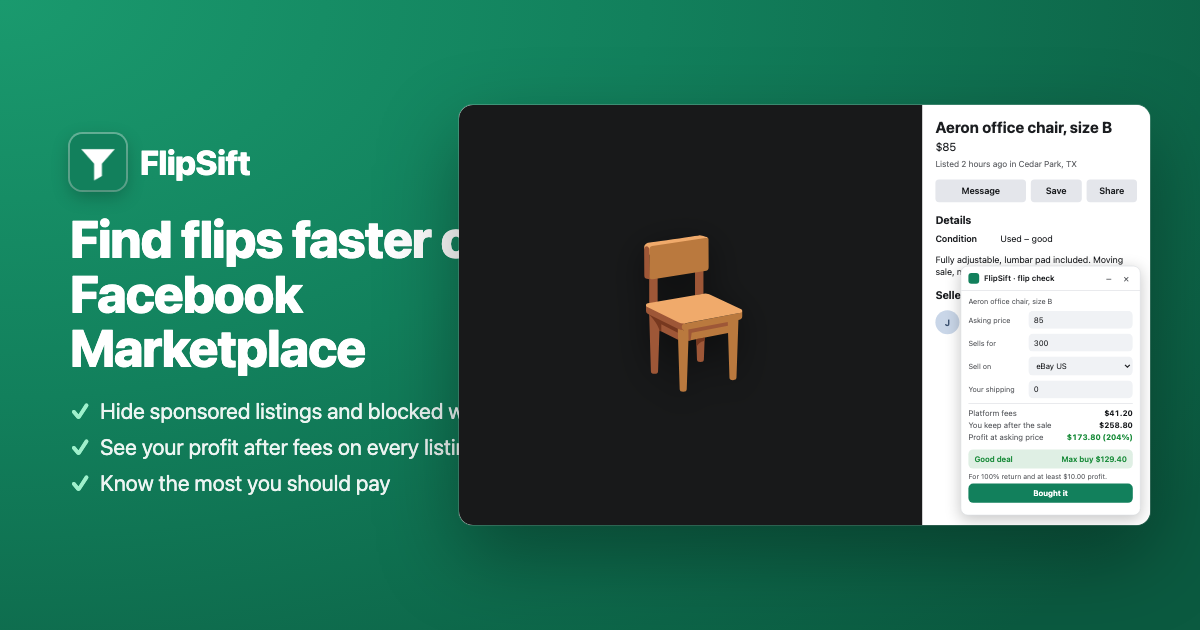 FlipSift
Find flips faster
Facebook
Marketplace
Hide sponsored listings and blocked
See your profit after fees on every
Know the most you should pay
Aeron office chair, size B
$85
Listed 2 hours ago in Cedar Park, TX
Message Save Share
Details
Condition Used – good
Fully adjustable, lumbar pad included. Moving
sale,
J
FlipSift · flip check – ×
Aeron office chair, size B
Asking price 85
Sells for 300
Sell on eBay US
Your shipping 0
Platform fees $41.20
You keep after the sale $258.80
Profit at asking price $173.80 (204%)
Good deal Max buy $129.40
For 100% return and at least $10.00 profit.
Bought it